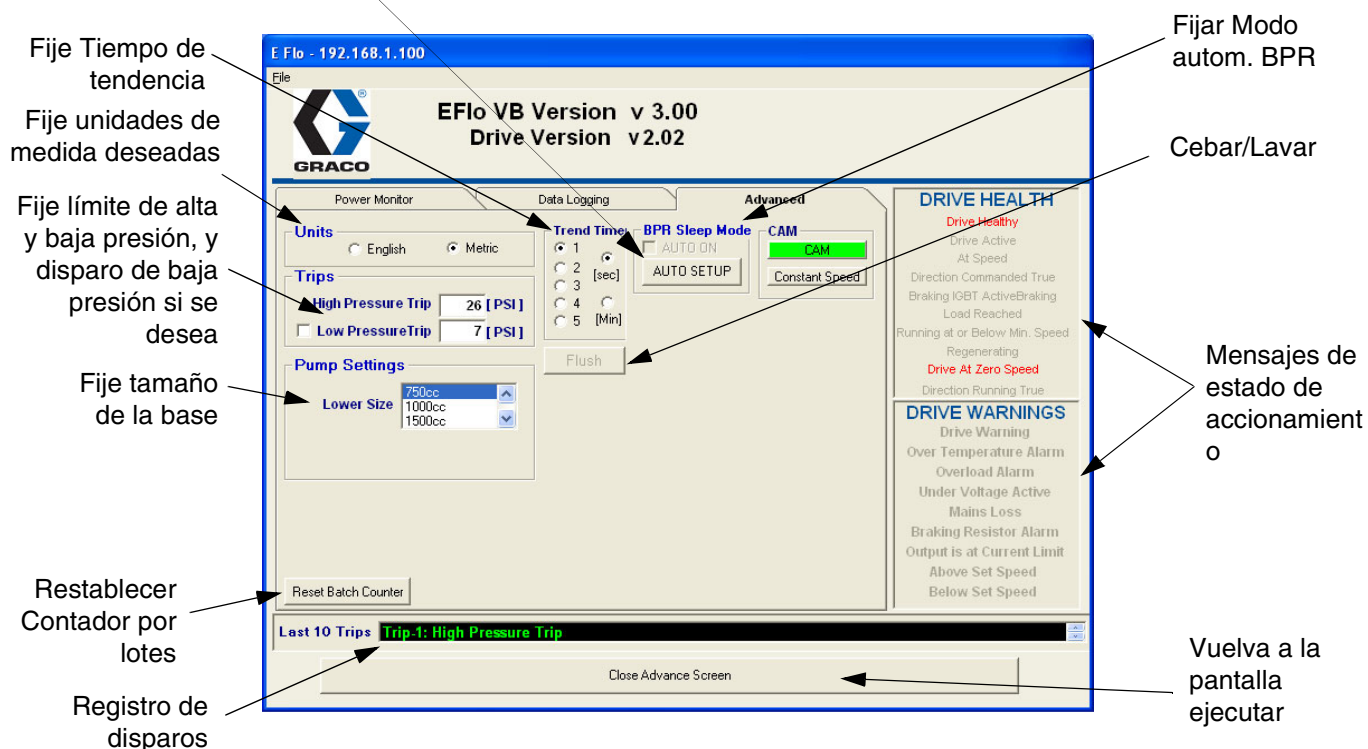 Fije Tiempo de
tendencia
Fije unidades de
medida deseadas
Fije límite de alta
y baja presión, y
disparo de baja
presión si se
desea
Fije tamaño
de la base
Restablecer
Contador por
lotes
Registro de
disparos
E Flo - 192.168.1.100
File
GRACO
®
EFlo VB Version v 3.00
Drive Version v2.02
Power Monitor
Data Logging
Advanced
Units
English
Metric
Trips
High Pressure Trip 26 [ PSI ]
Low PressureTrip 7 [ PSI ]
Pump Settings
Lower Size
750cc
1000cc
1500cc
Trend Time
1
2
3
4
5
[sec]
[Min]
BPR Sleep Mode
AUTO ON
AUTO SETUP
CAM
CAM
Constant Speed
Flush
Reset Batch Counter
DRIVE HEALTH
Drive Healthy
Drive Active
At Speed
Direction Commanded True
Braking IGBT ActiveBraking
Load Reached
Running at or Below Min. Speed
Regenerating
Drive At Zero Speed
Direction Running True
DRIVE WARNINGS
Drive Warning
Over Temperature Alarm
Overload Alarm
Under Voltage Active
Mains Loss
Braking Resistor Alarm
Output is at Current Limit
Above Set Speed
Below Set Speed
Last 10 Trips Trip-1: High Pressure Trip
Close Advance Screen
Fijar Modo
autom. BPR
Cebar/Lavar
Mensajes de
estado de
accionamient
o
Vuelva a la
pantalla
ejecutar